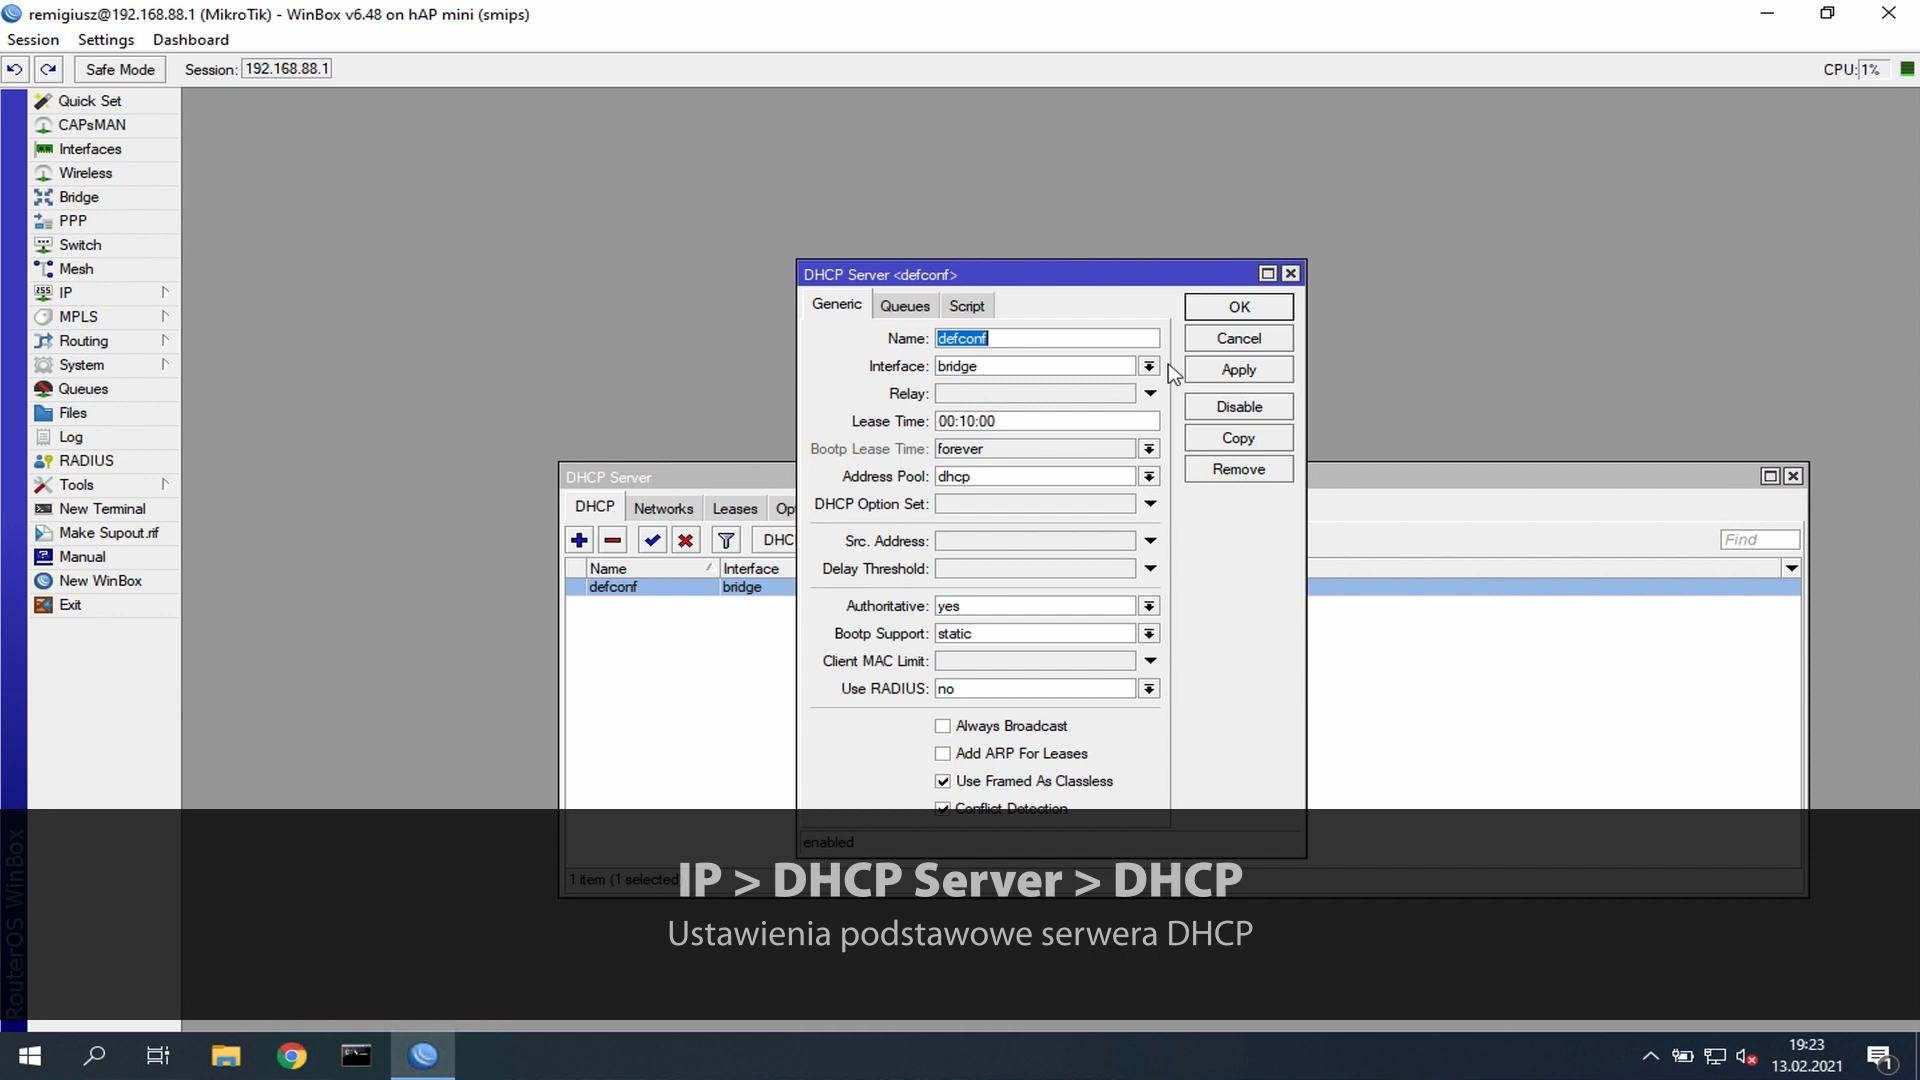 remigiusz@192.168.88.1 (MikroTik) - WinBox v6.48 on hAP mini (smips)
Session Settings Dashboard
Safe Mode Session: 192.168.88.1 CPU: 1%
Quick Set
CAPsMAN
Interfaces
Wireless
Bridge
PPP
Switch
Mesh
IP
MPLS
Routing
System
Queues
Files
Log
RADIUS
Tools
New Terminal
Make Supout.rif
Manual
New WinBox
Exit
RouterOS WinBox
DHCP Server <defconf>
Generic Queues Script
Name: defconf
Interface: bridge
Relay:
Lease Time: 00:10:00
Bootp Lease Time: forever
Address Pool: dhcp
DHCP Option Set:
Src. Address:
Delay Threshold:
Authoritative: yes
Bootp Support: static
Client MAC Limit:
Use RADIUS: no
Always Broadcast
Add ARP For Leases
Use Framed As Classless
Conflict Detection
enabled
OK
Cancel
Apply
Disable
Copy
Remove
DHCP Server
DHCP Networks Leases Opt
DHC
Find
Name Interface
defconf bridge
1 item (1 selected
IP > DHCP Server > DHCP
Ustawienia podstawowe serwera DHCP
19:23
13.02.2021
1